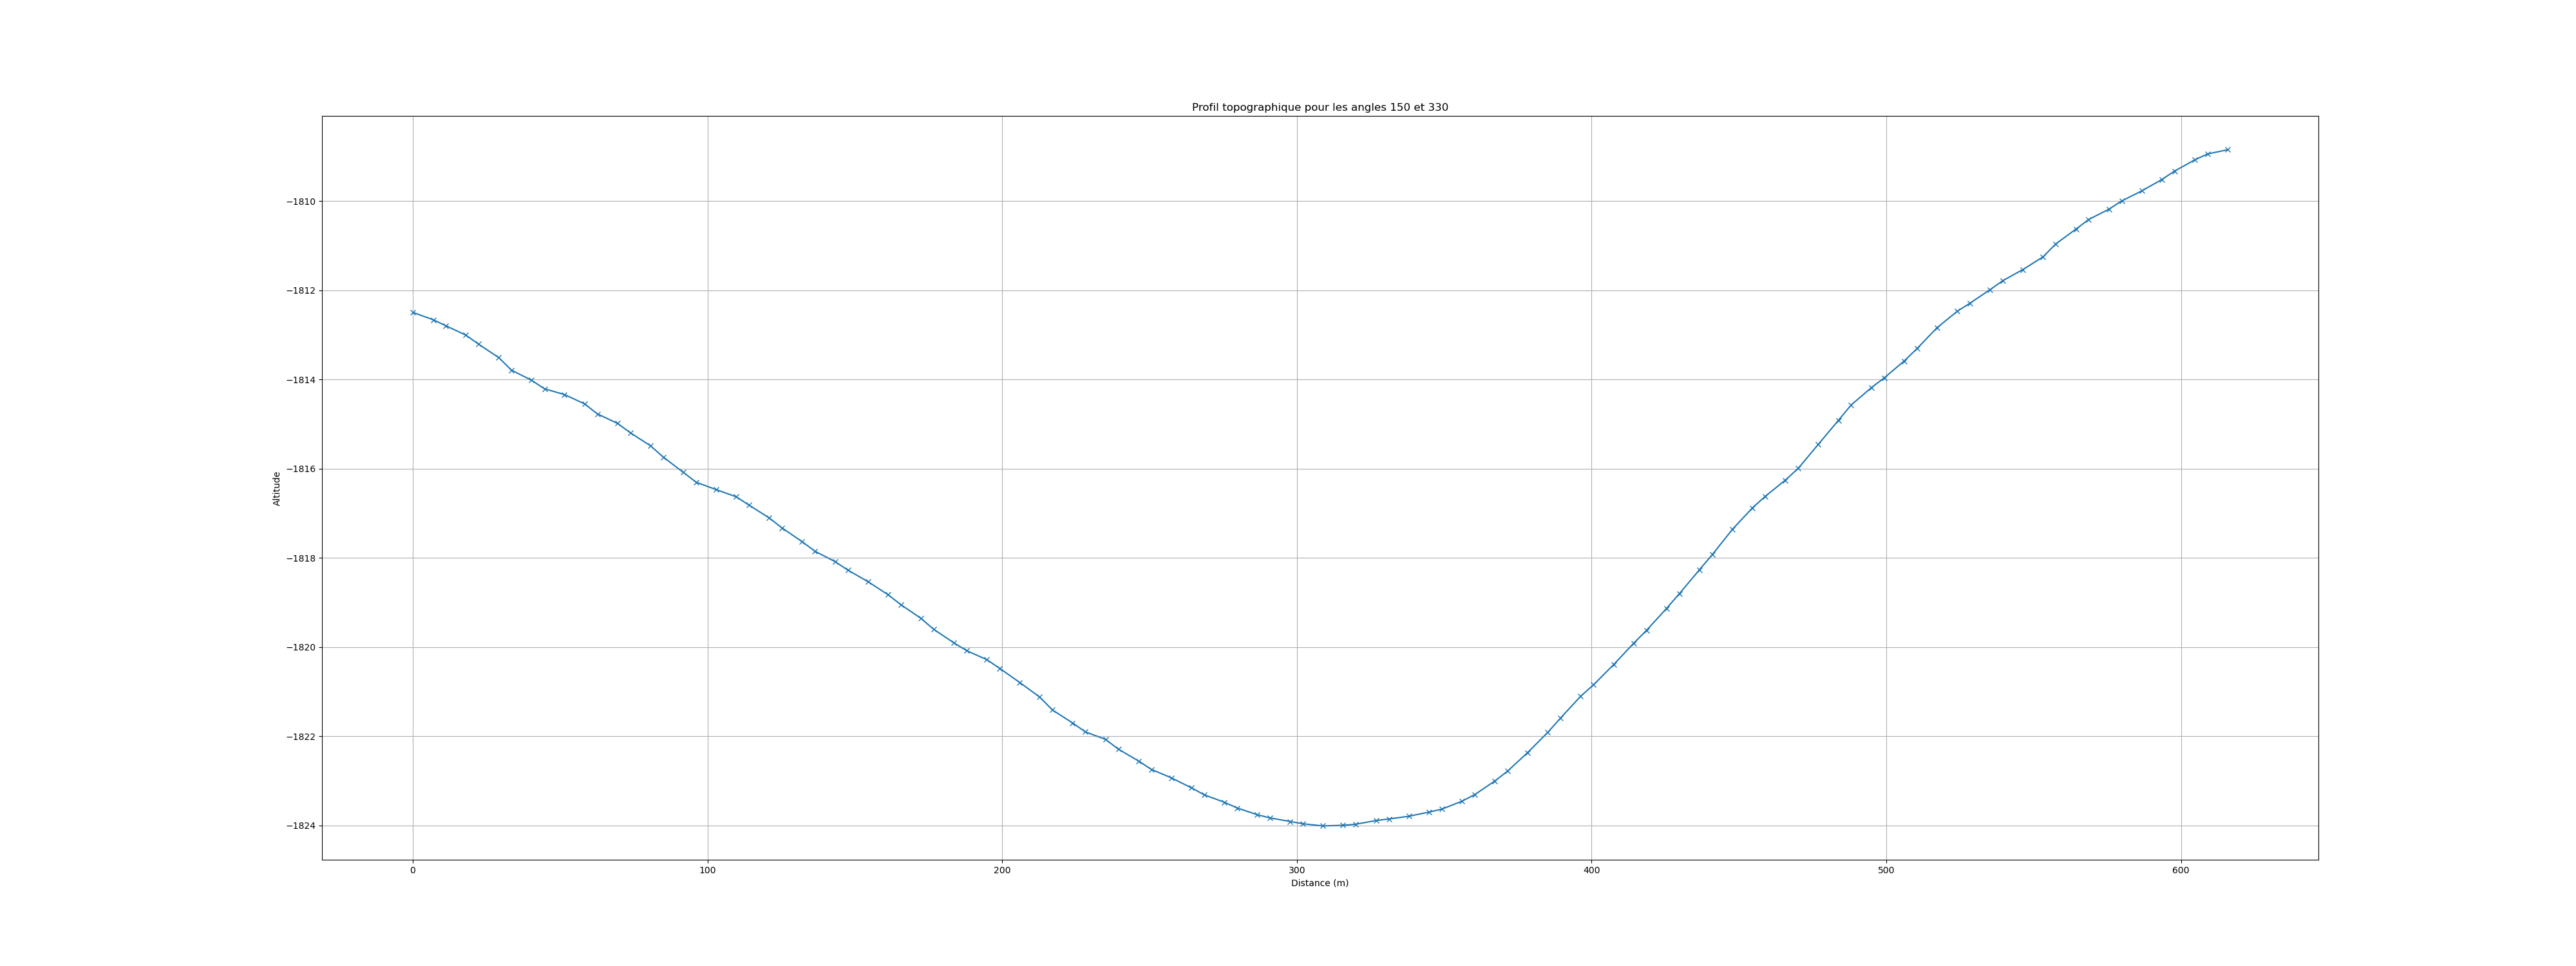 Profil topographique pour les angles 150 et 330
−1810
−1812
−1814
−1816
−1818
−1820
−1822
−1824
Altitude
0 100 200 300 400 500 600
Distance (m)